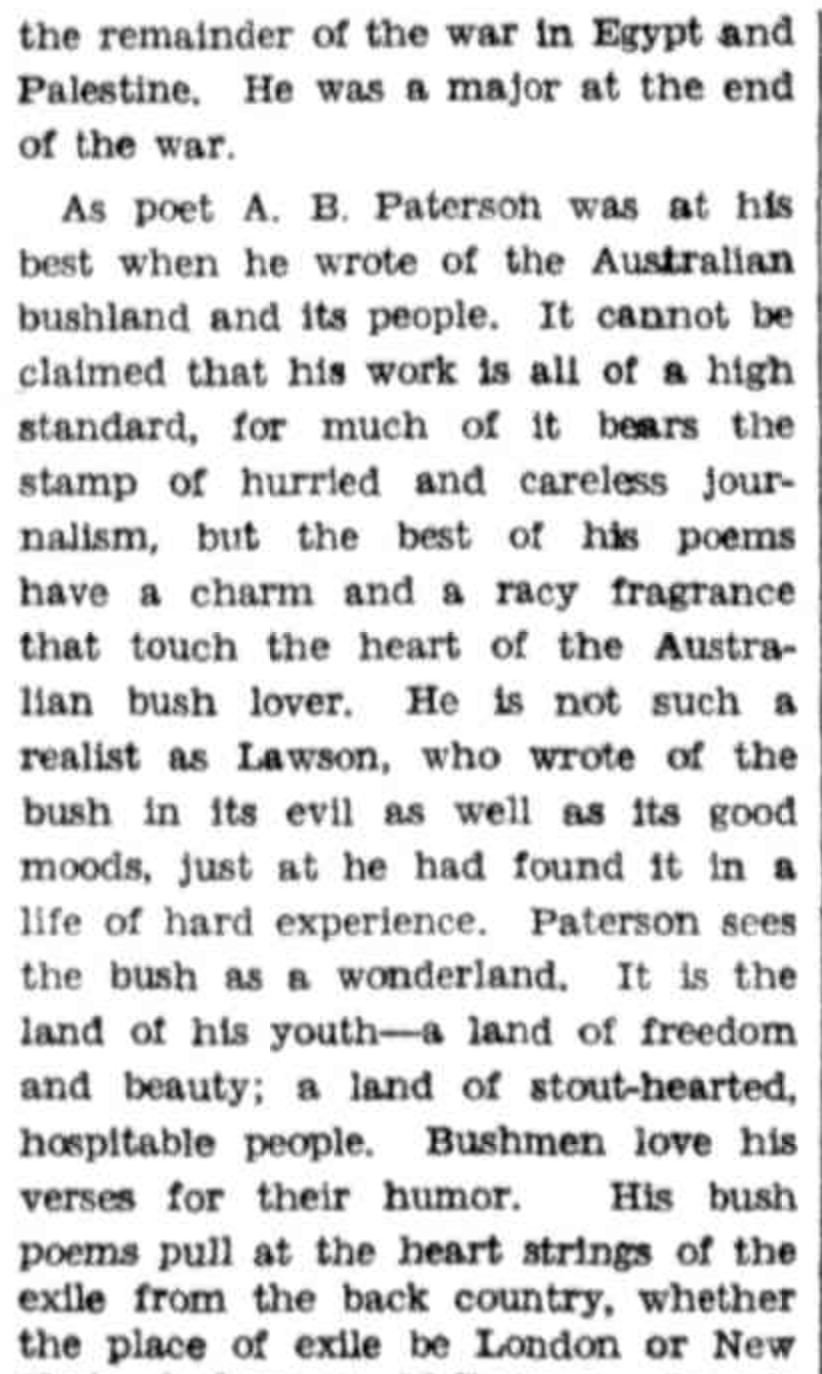 the remainder of the war in Egypt and
Palestine. He was a major at the end
of the war.
As poet A. B. Paterson was at his
best when he wrote of the Australian
bushland and its people. It cannot be
claimed that his work is all of a high
standard, for much of it bears the
stamp of hurried and careless jour-
nalism, but the best of his poems
have a charm and a racy fragrance
that touch the heart of the Austra-
lian bush lover. He is not such a
realist as Lawson, who wrote of the
bush in its evil as well as its good
moods, just at he had found it in a
life of hard experience. Paterson sees
the bush as a wonderland. It is the
land of his youth—a land of freedom
and beauty; a land of stout-hearted,
hospitable people. Bushmen love his
verses for their humor. His bush
poems pull at the heart strings of the
exile from the back country, whether
the place of exile be London or New